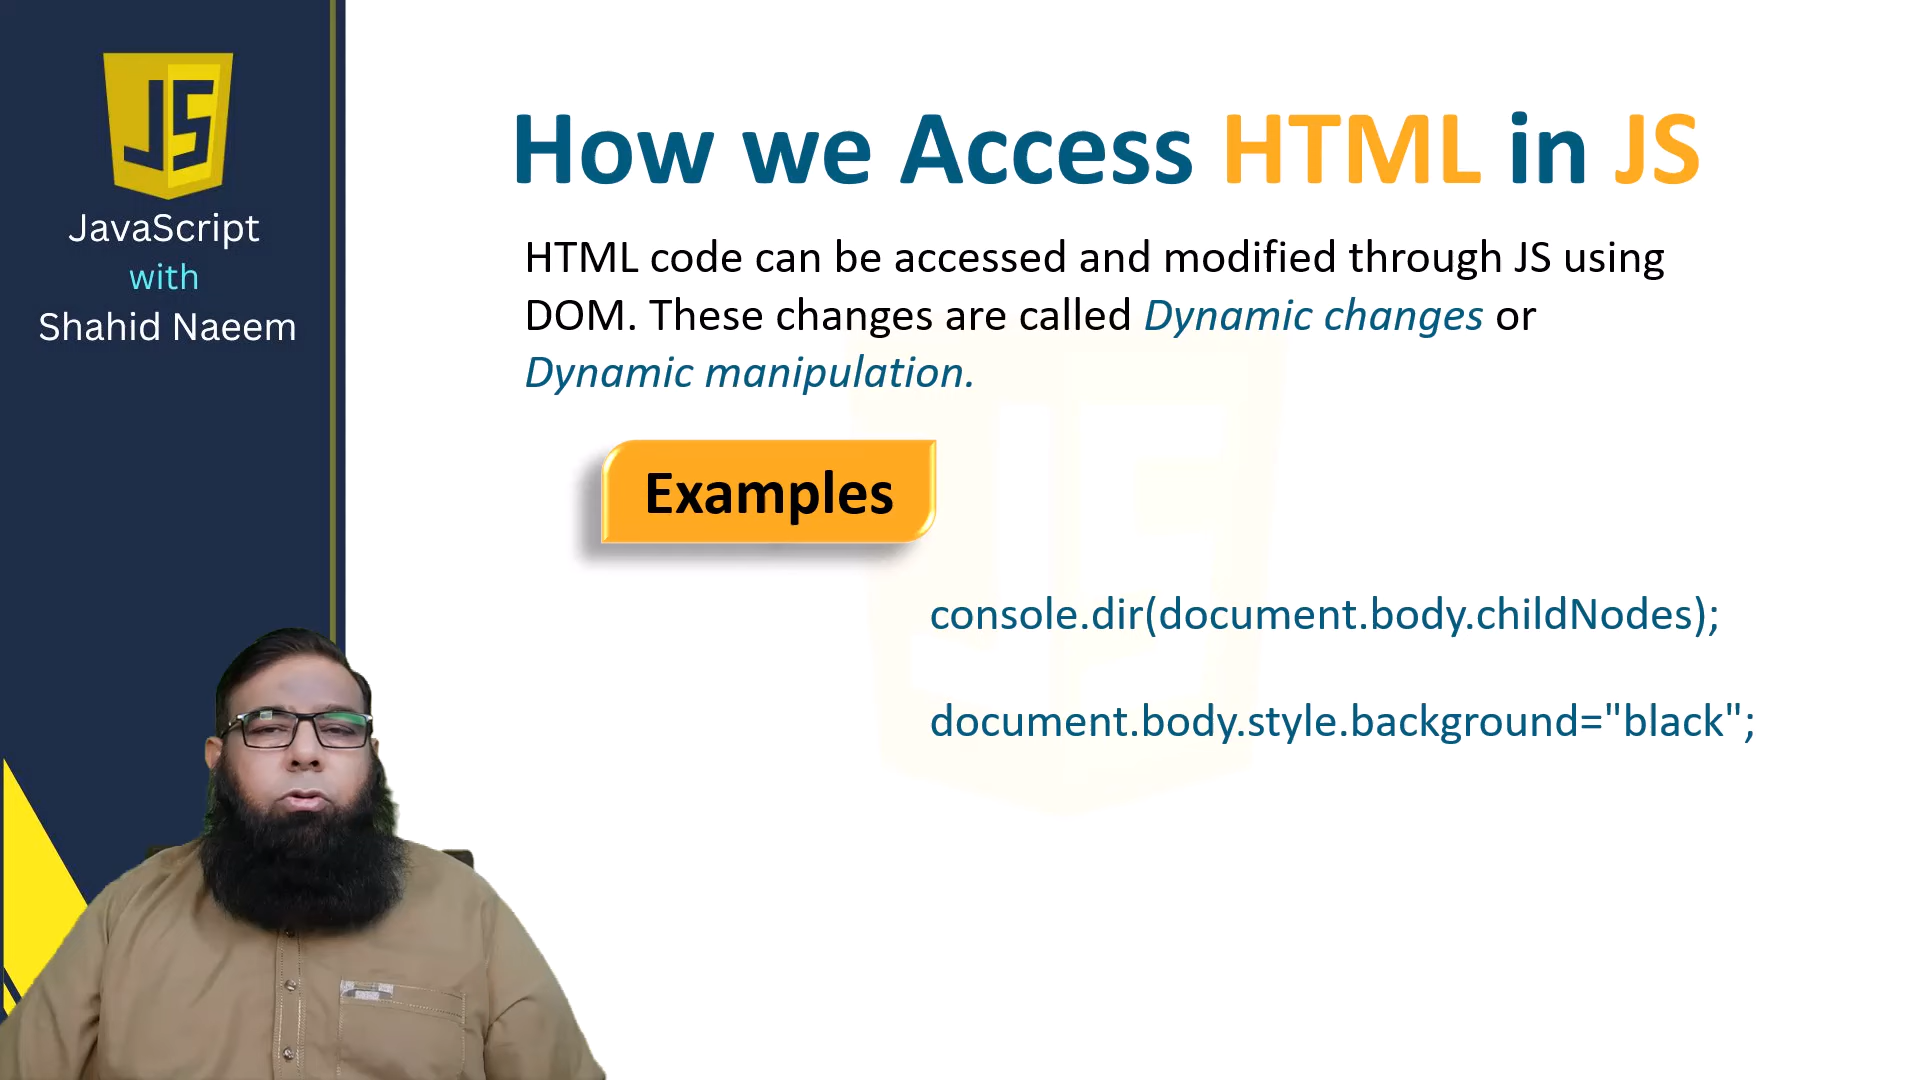 JS
JavaScript
with
Shahid Naeem
How we Access HTML in JS
HTML code can be accessed and modified through JS using
DOM. These changes are called Dynamic changes or
Dynamic manipulation.
Examples
console.dir(document.body.childNodes);
document.body.style.background="black";